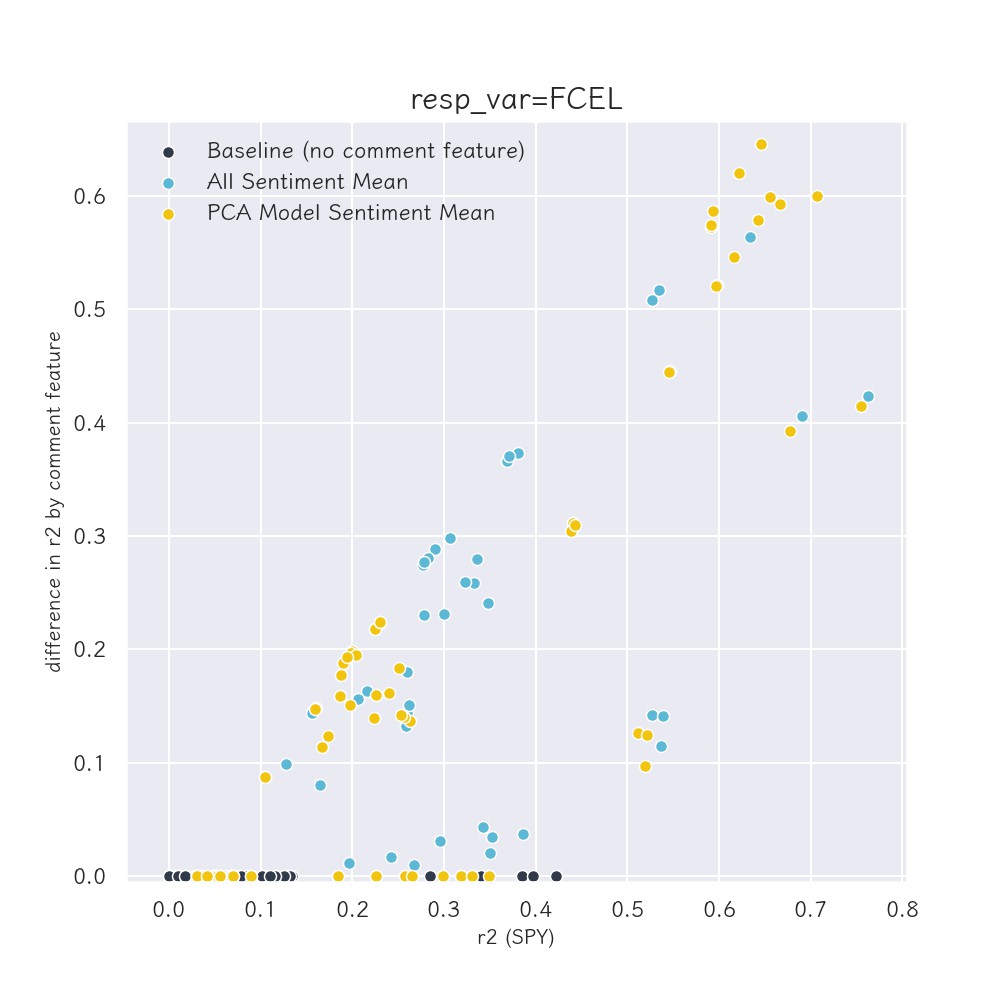 resp_var=FCEL
Baseline (no comment feature)
All Sentiment Mean
PCA Model Sentiment Mean
difference in r2 by comment feature
0.6
0.5
0.4
0.3
0.2
0.1
0.0
0.0 0.1 0.2 0.3 0.4 0.5 0.6 0.7 0.8
r2 (SPY)